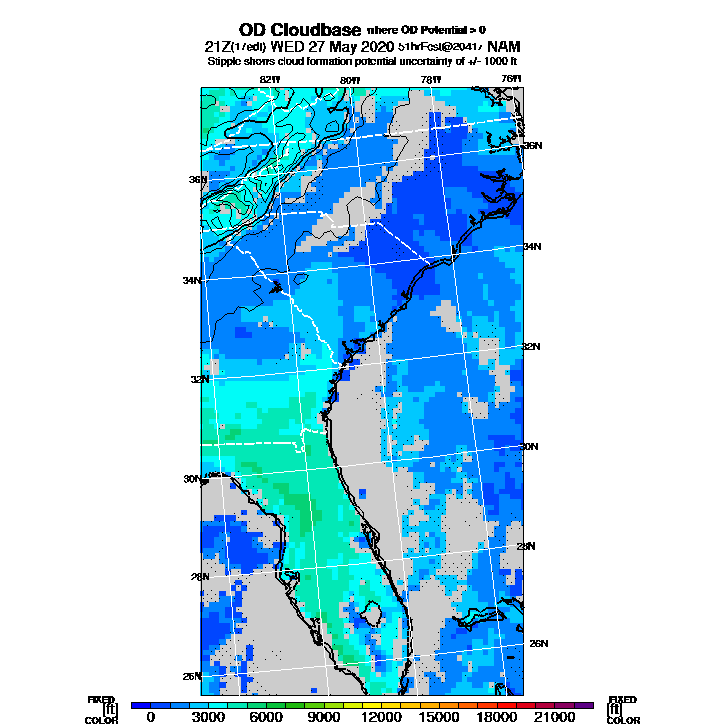 OD Cloudbase where OD Potential > 0
21Z(17edt) WED 27 May 2020 51hrFcst@2041z NAM
Stipple shows cloud formation potential uncertainty of +/- 1000 ft
82W 80W 78W 76W
36N 36N
34N 34N
32N 32N
30N 30N
28N 28N
26N 26N
FIXED FIXED
[ft] 0 3000 6000 9000 12000 15000 18000 21000 [ft]
COLOR COLOR